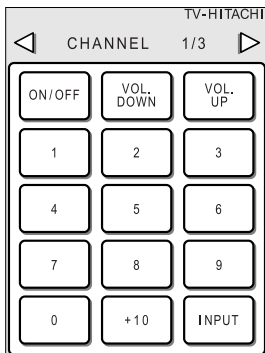 TV-HITACHI
CHANNEL 1/3
ON/OFF VOL. DOWN VOL. UP
1 2 3
4 5 6
7 8 9
0 +10 INPUT